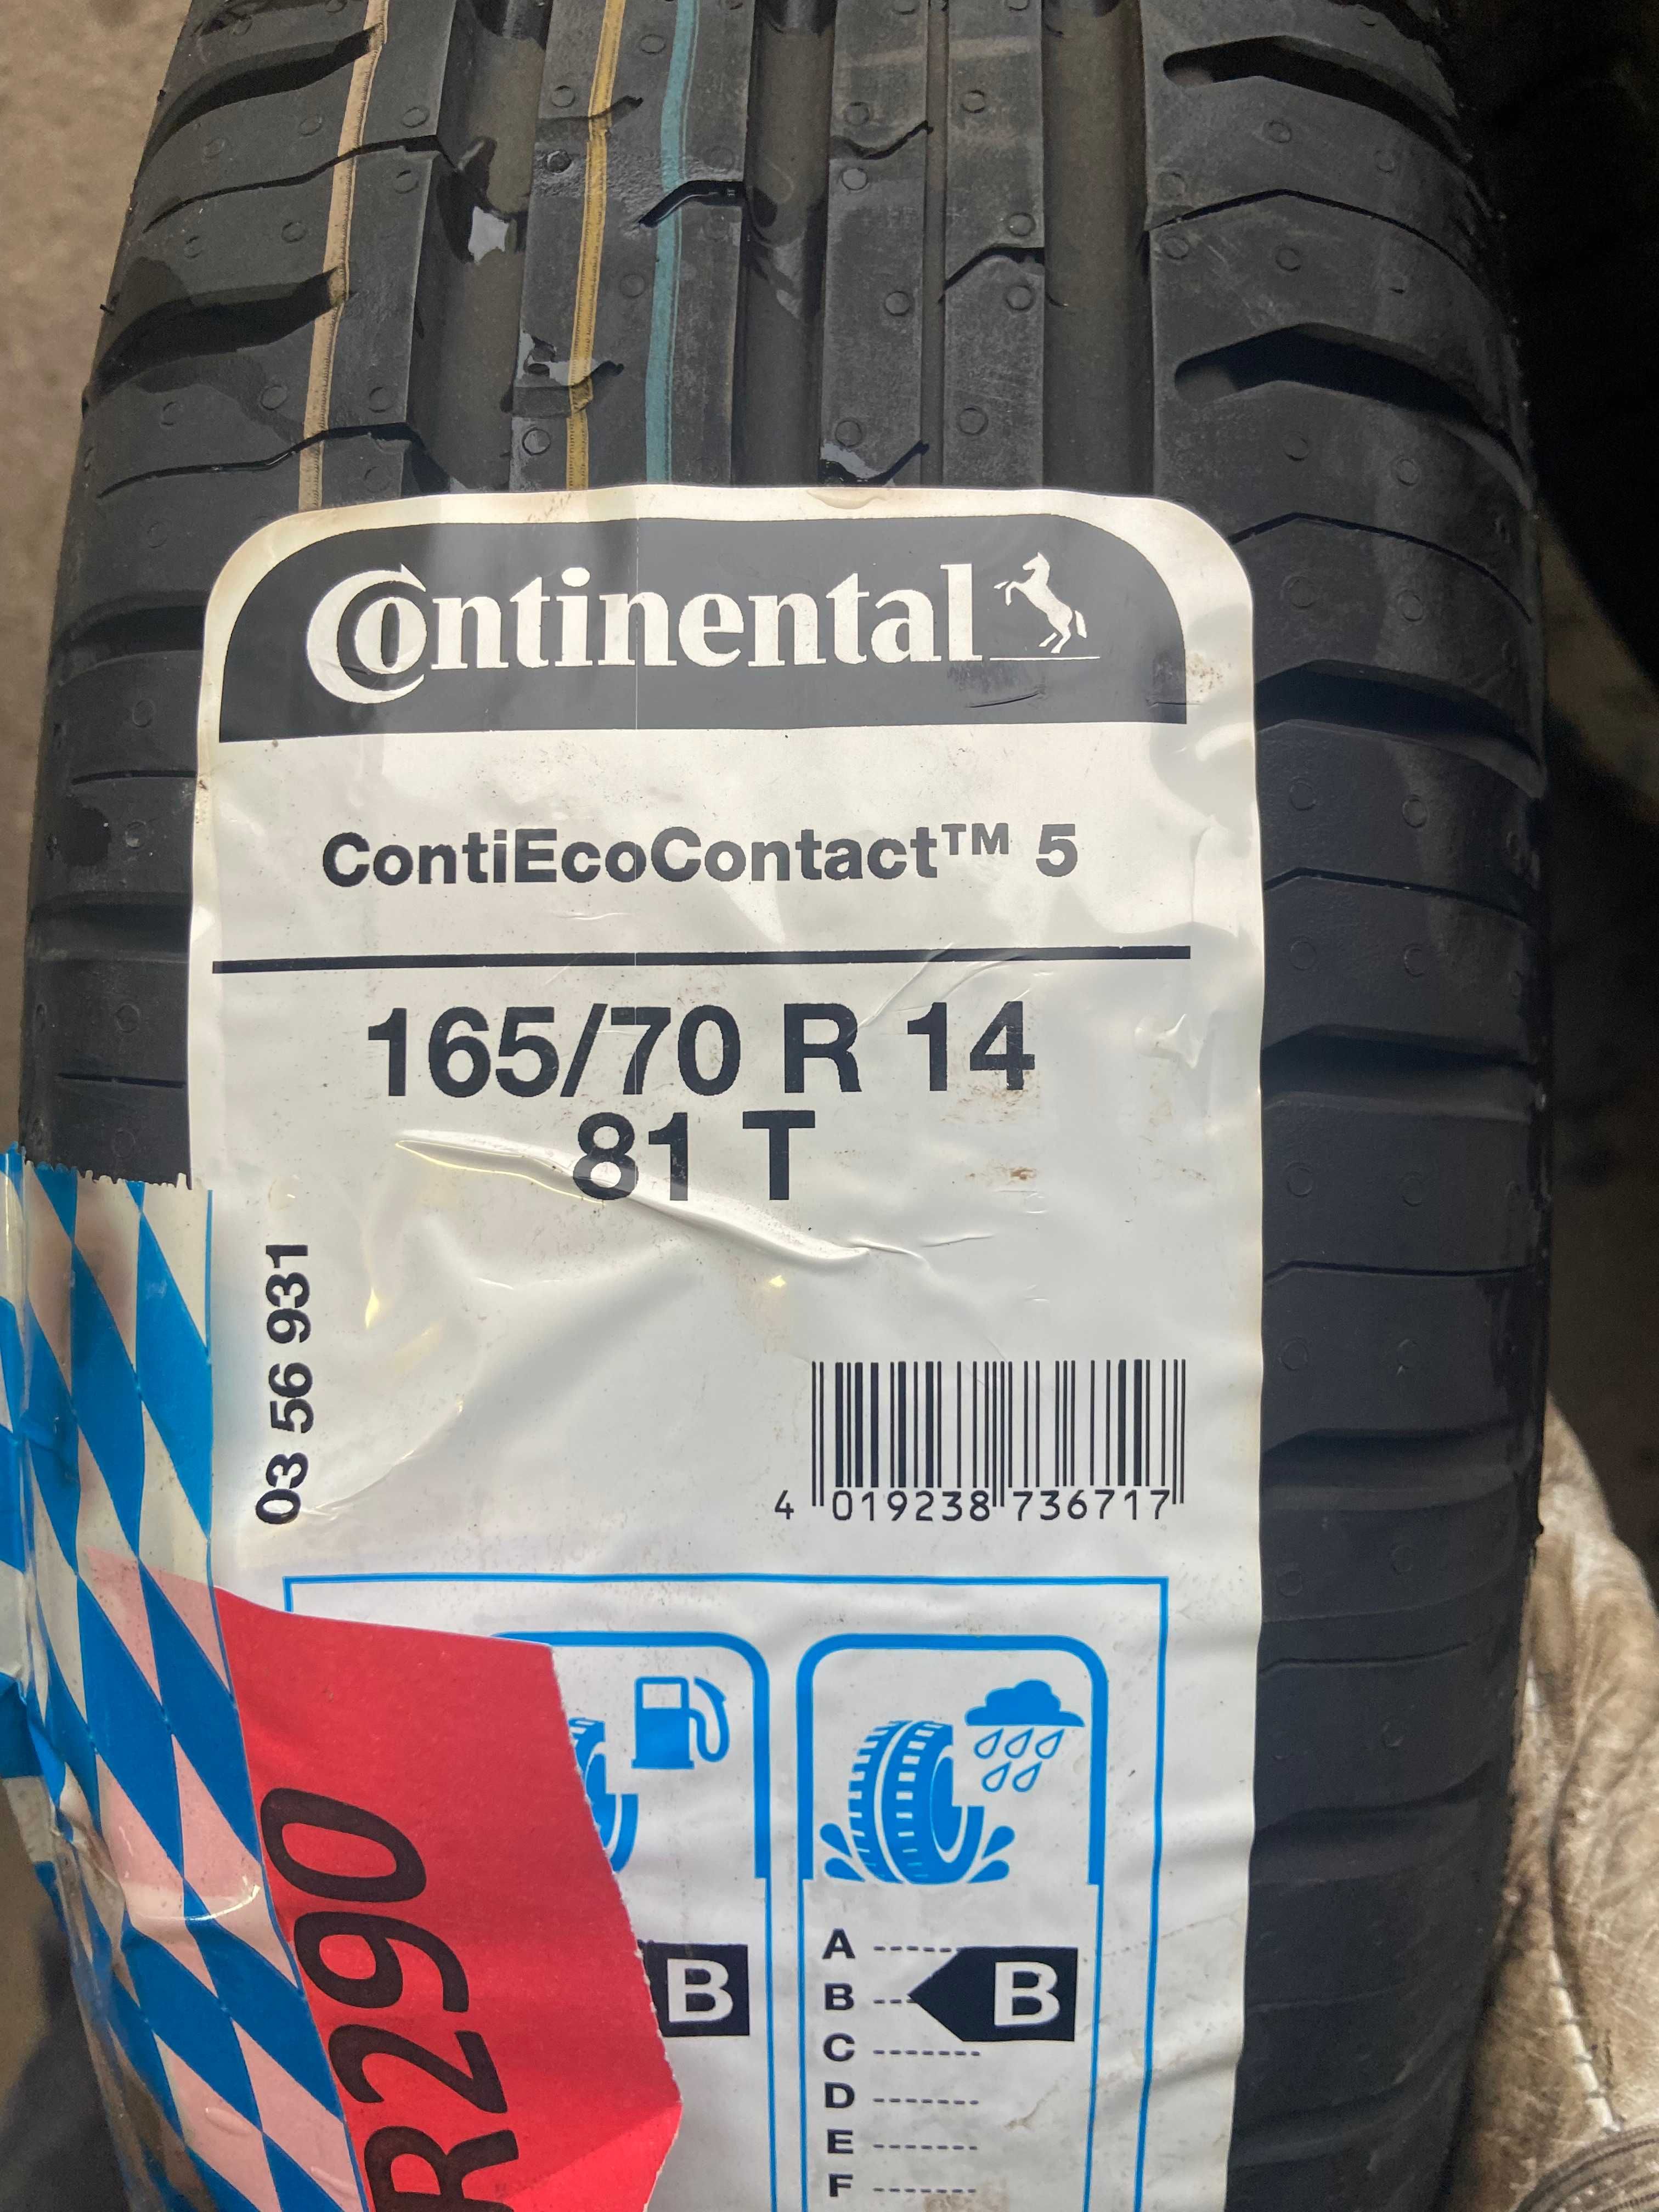 Continental
ContiEcoContact™ 5
165/70 R 14
81 T
03 56 931
4 019238 736717
R290
B
A
B
B
C
D
E
F